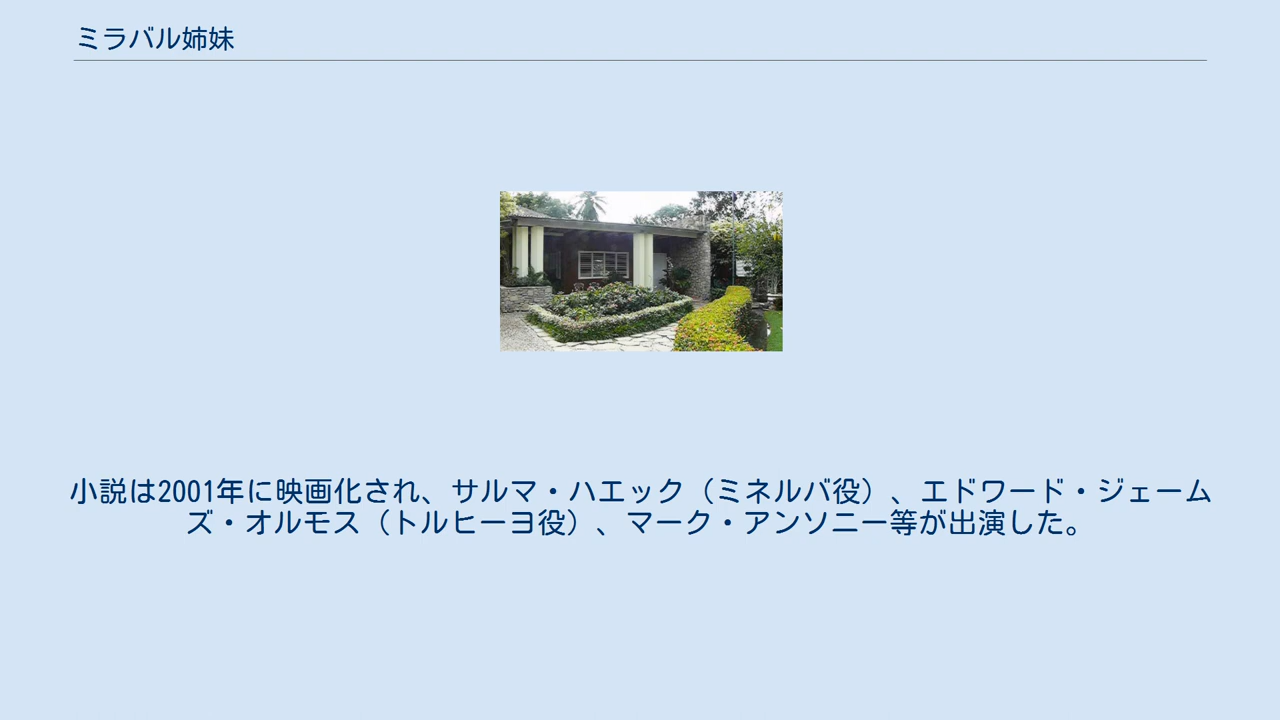 ミラバル姉妹
小説は2001年に映画化され、サルマ・ハエック（ミネルバ役）、エドワード・ジェーム
ズ・オルモス（トルヒーヨ役）、マーク・アンソニー等が出演した。